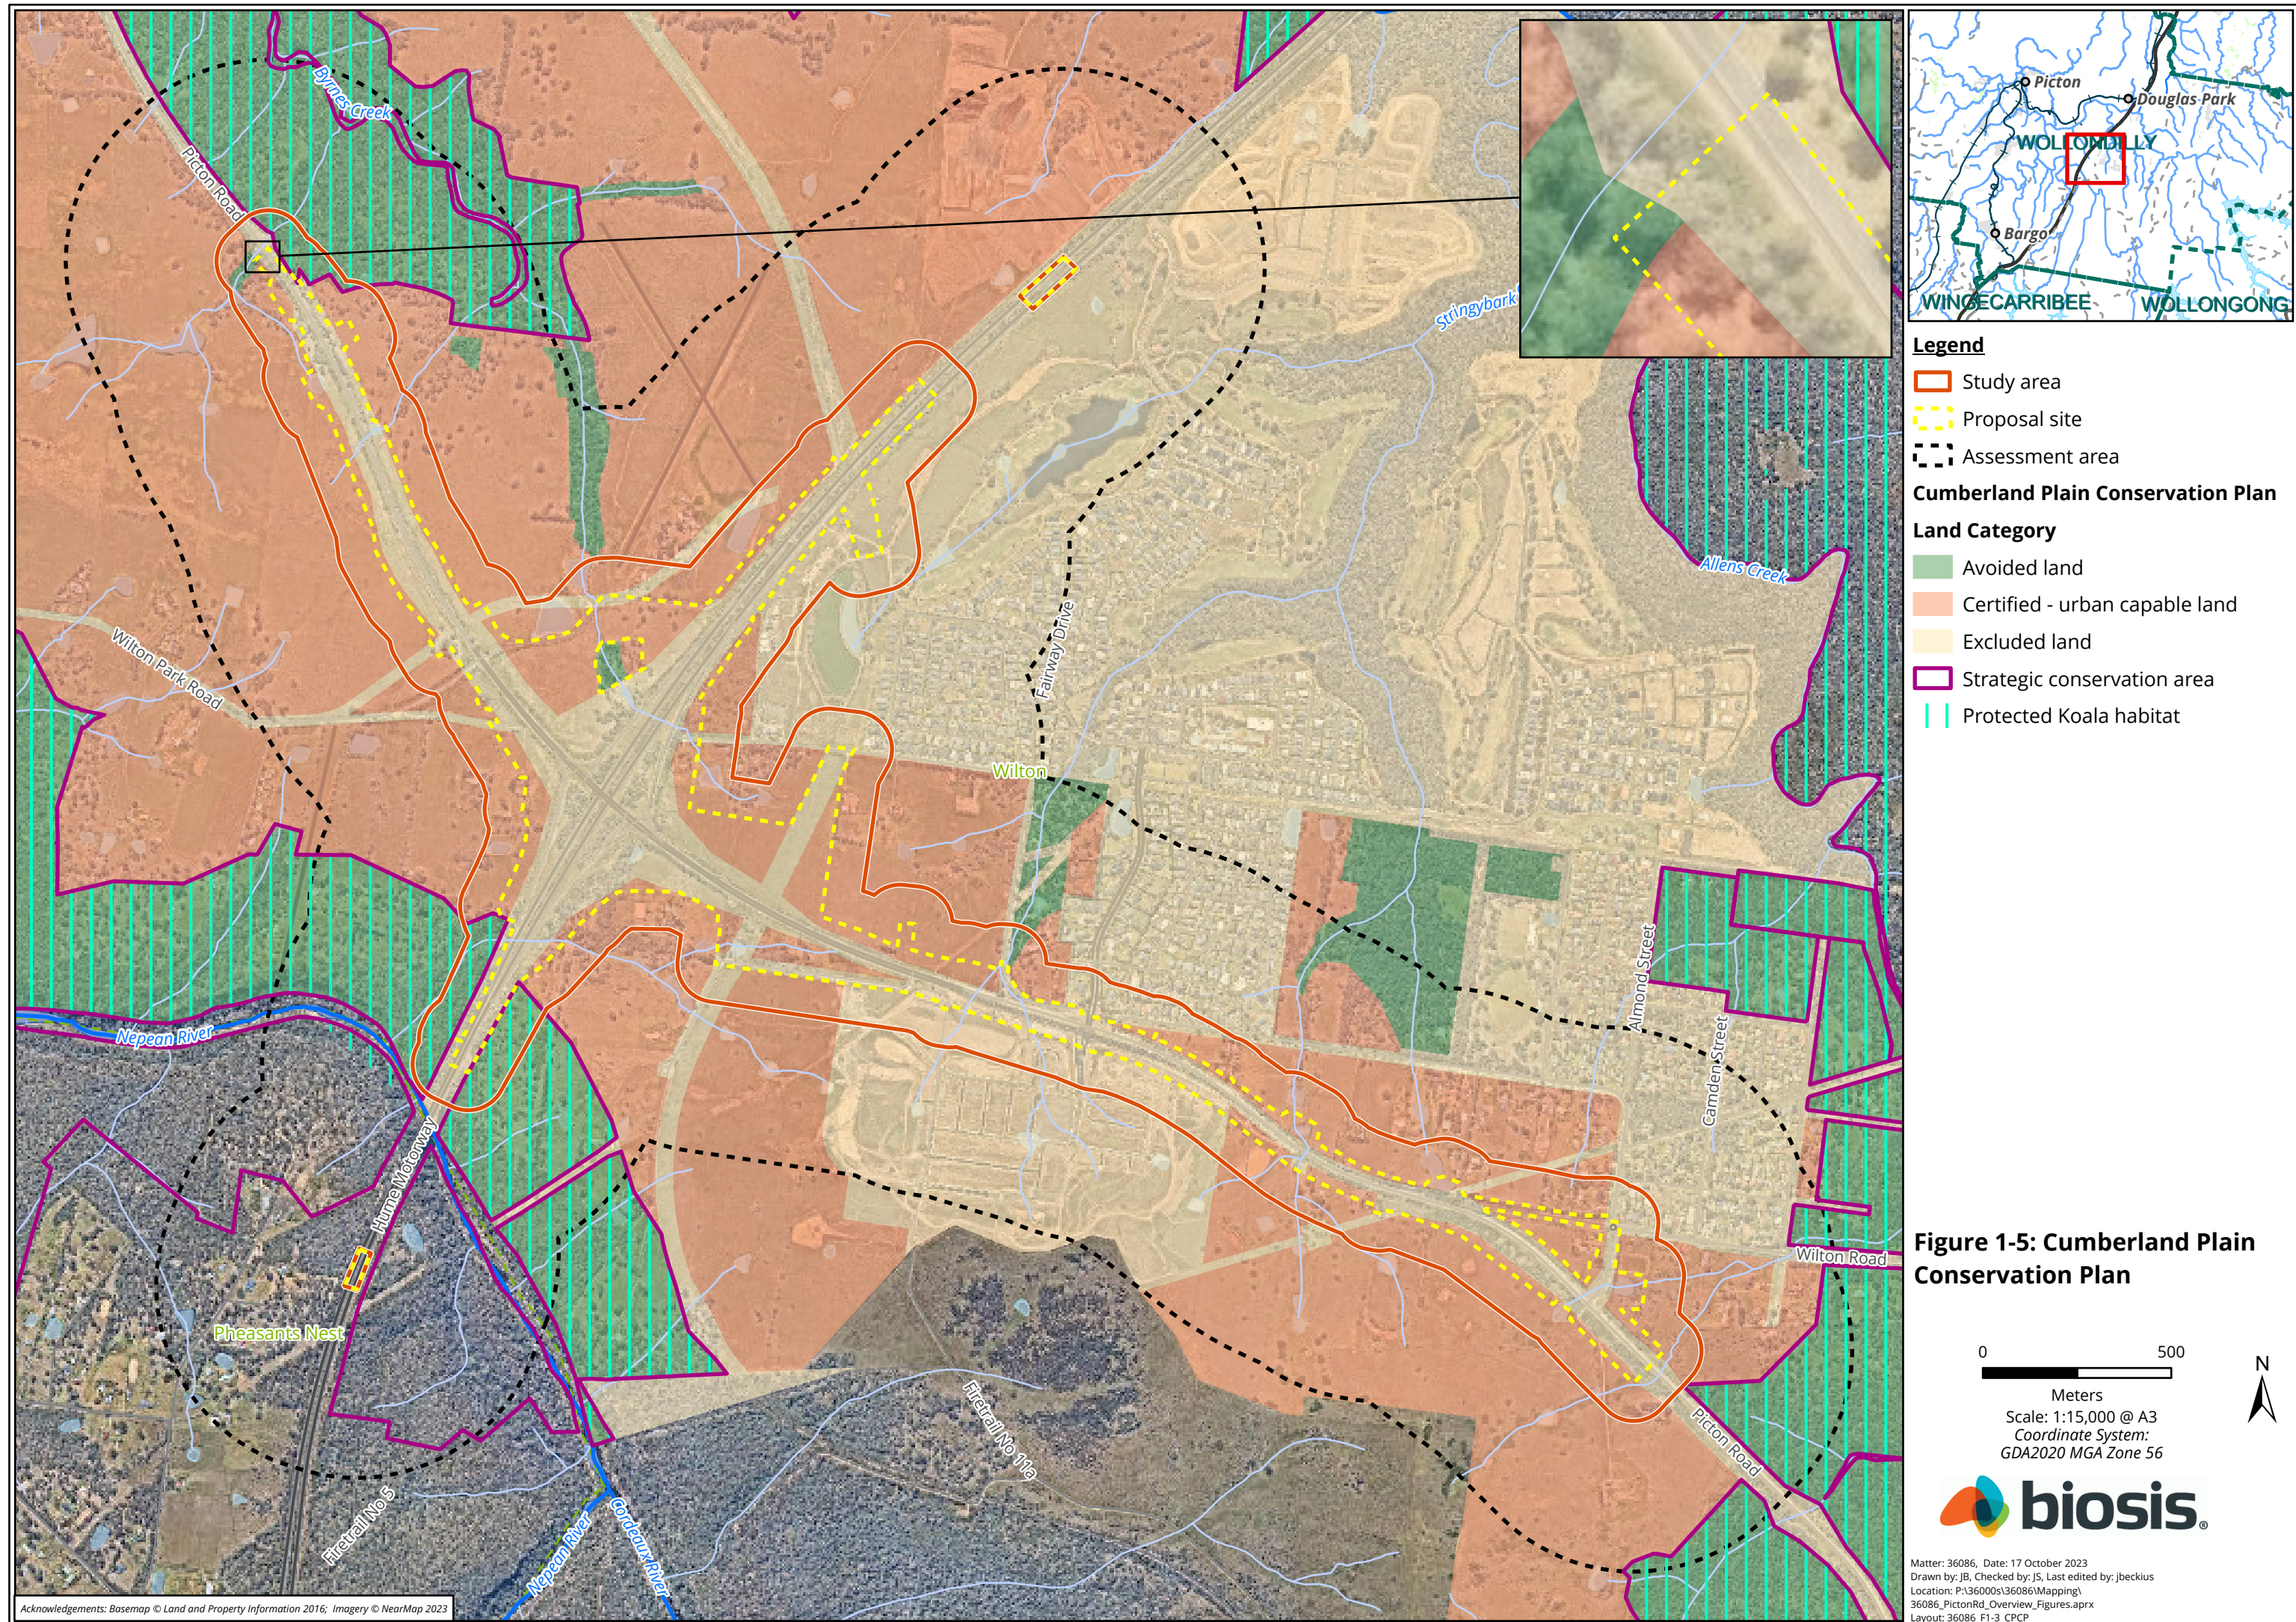 Byrnes Creek
Picton Road
Stringybark
Wilton Park Road
Fairway Drive
Allens Creek
Wilton
Almond Street
Camden Street
Nepean River
Hume Motorway
Wilton Road
Pheasants Nest
Firetrail No 11a
Picton Road
Firetrail No 5
Nepean River
Cordeaux River
Acknowledgements: Basemap © Land and Property Information 2016; Imagery © NearMap 2023
Picton
Douglas Park
WOLLONDILLY
Bargo
WINGECARRIBEE
WOLLONGONG
Legend
Study area
Proposal site
Assessment area
Cumberland Plain Conservation Plan
Land Category
Avoided land
Certified - urban capable land
Excluded land
Strategic conservation area
Protected Koala habitat
Figure 1-5: Cumberland Plain
Conservation Plan
0 500
Meters
N
Scale: 1:15,000 @ A3
Coordinate System:
GDA2020 MGA Zone 56
biosis®
Matter: 36086, Date: 17 October 2023
Drawn by: JB, Checked by: JS, Last edited by: jbeckius
Location: P:\36000s\36086\Mapping\
36086_PictonRd_Overview_Figures.aprx
Layout: 36086_F1-3_CPCP